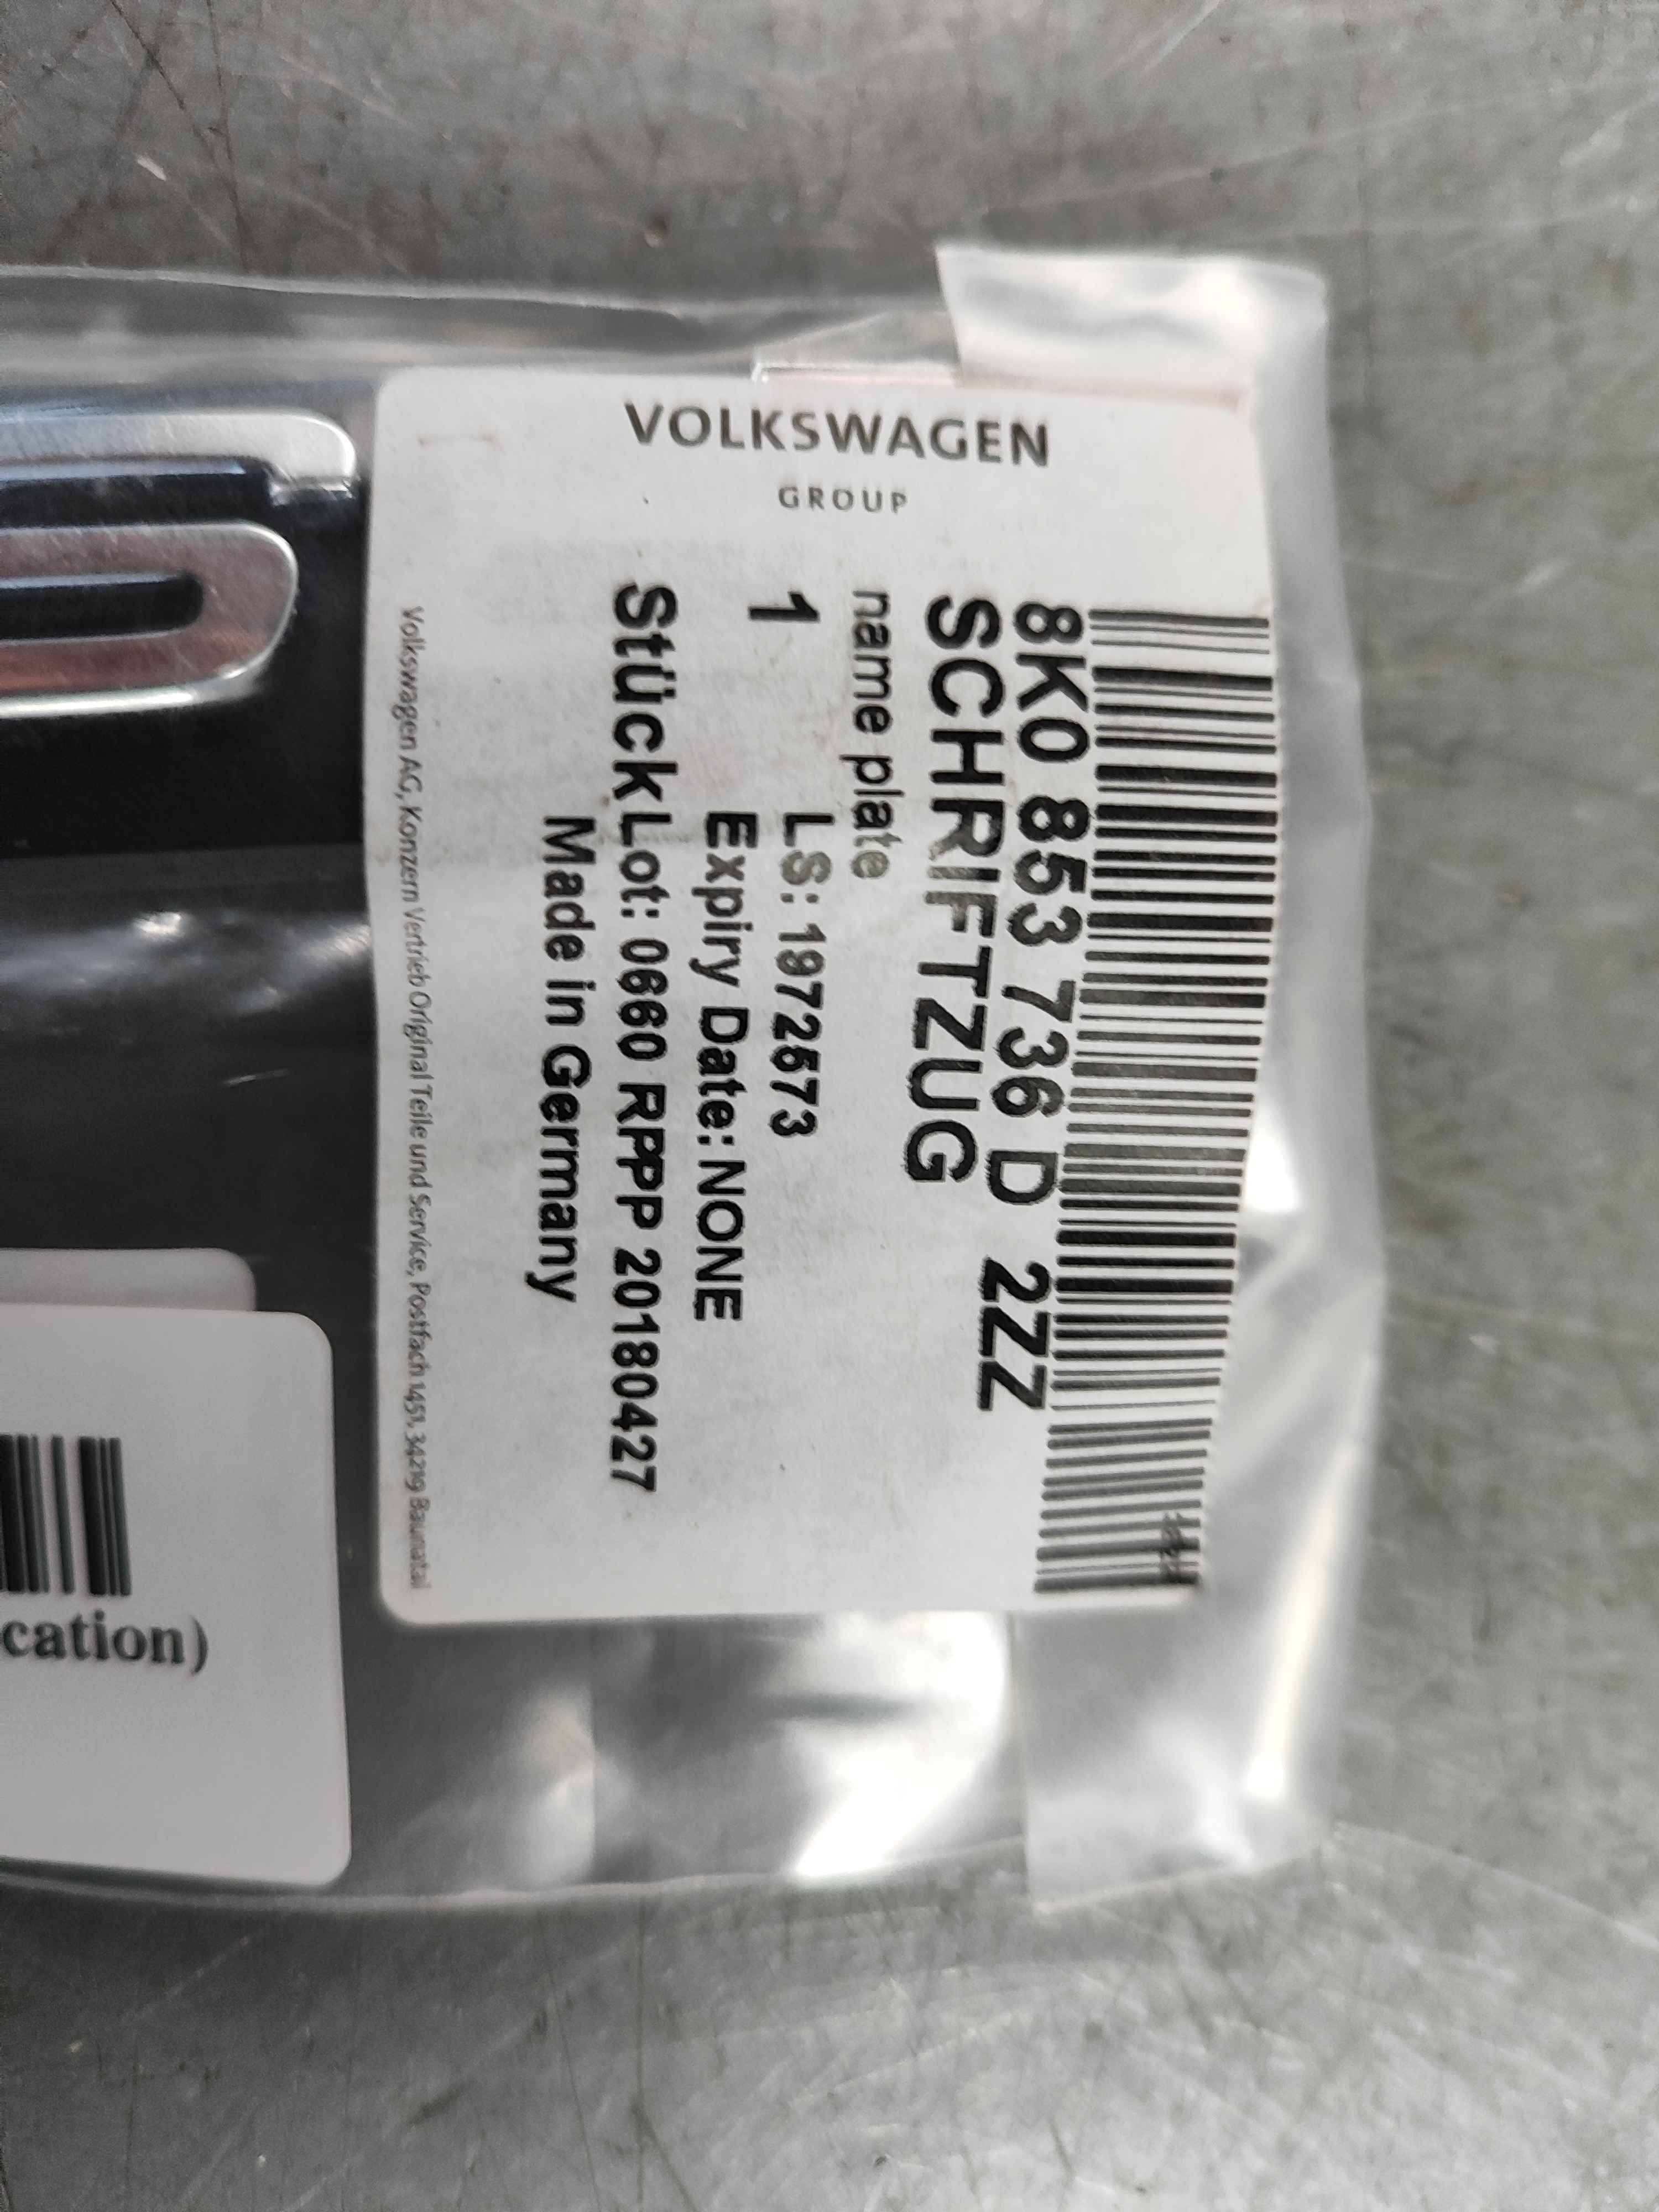 VOLKSWAGEN
GROUP
8K0 853 736 D 2ZZ
SCHRIFTZUG
name plate
1 LS: 1972573
Expiry Date: NONE
Stück Lot: 0660 RPPP 20180427
Made in Germany
Volkswagen AG, Konzern Vertrieb Original Teile und Service, Postfach 1451, 34219 Baunatal
cation)